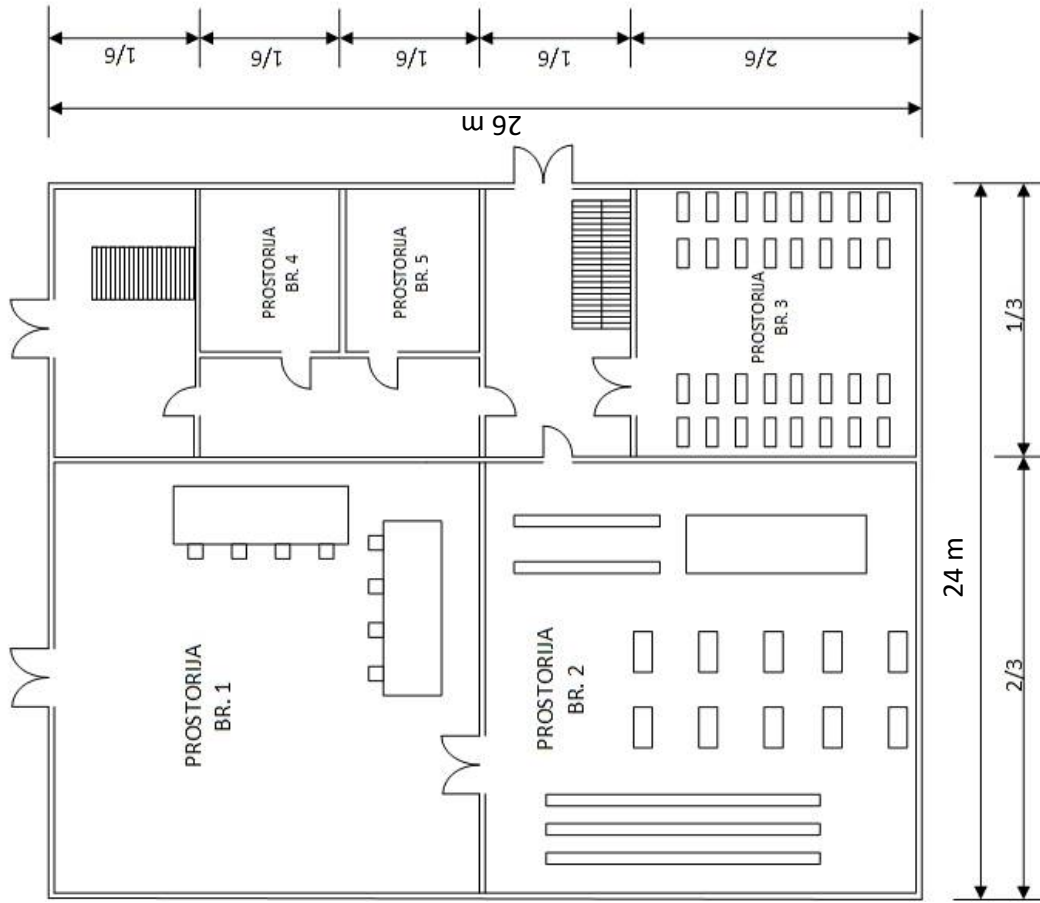 1/6
1/6
1/6
1/6
2/6
26 m
PROSTORIJA
BR. 4
PROSTORIJA
BR. 5
PROSTORIJA
BR. 3
1/3
PROSTORIJA
BR. 1
PROSTORIJA
BR. 2
24 m
2/3